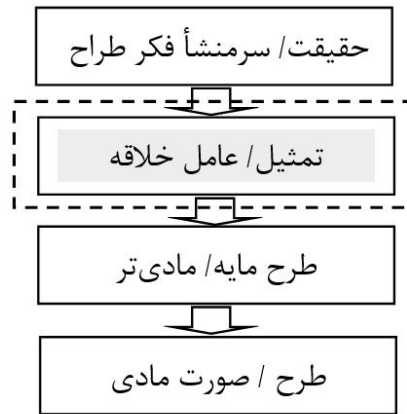 حقیقت/ سرمنشأ فکر طراح
تمثیل/ عامل خلاقه
طرح مایه/ مادی‌تر
طرح / صورت مادی